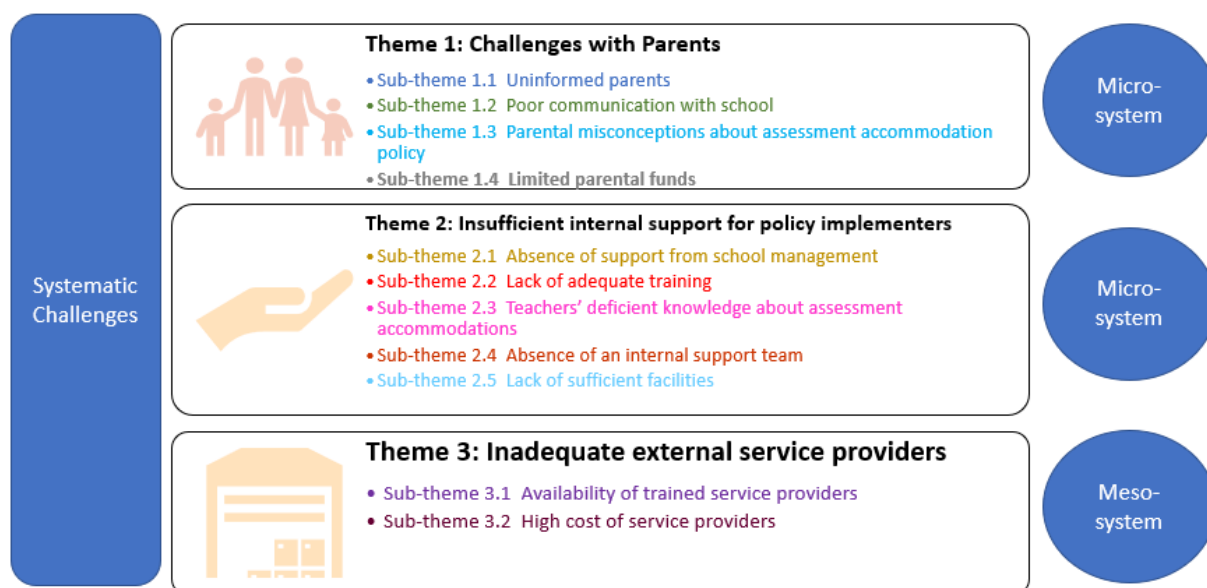 Systematic
Challenges
Theme 1: Challenges with Parents
• Sub-theme 1.1 Uninformed parents
• Sub-theme 1.2 Poor communication with school
• Sub-theme 1.3 Parental misconceptions about assessment accommodation
policy
• Sub-theme 1.4 Limited parental funds
Micro-
system
Theme 2: Insufficient internal support for policy implementers
• Sub-theme 2.1 Absence of support from school management
• Sub-theme 2.2 Lack of adequate training
• Sub-theme 2.3 Teachers’ deficient knowledge about assessment
accommodations
• Sub-theme 2.4 Absence of an internal support team
• Sub-theme 2.5 Lack of sufficient facilities
Micro-
system
Theme 3: Inadequate external service providers
• Sub-theme 3.1 Availability of trained service providers
• Sub-theme 3.2 High cost of service providers
Meso-
system